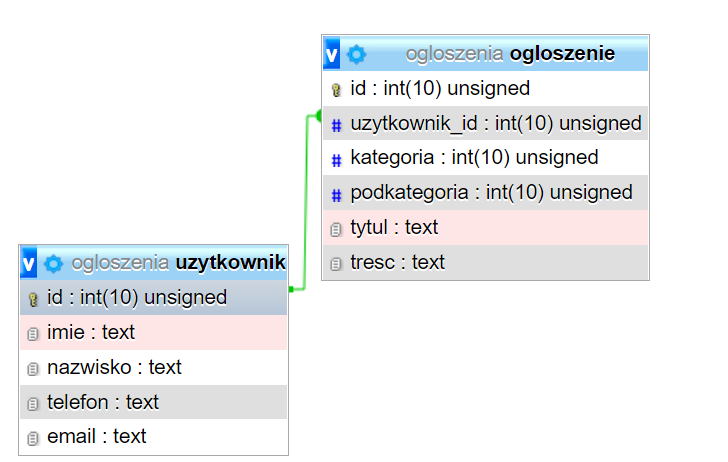 v ogloszenia ogloszenie
id : int(10) unsigned
# uzytkownik_id : int(10) unsigned
# kategoria : int(10) unsigned
# podkategoria : int(10) unsigned
tytul : text
tresc : text
v ogloszenia uzytkownik
id : int(10) unsigned
imie : text
nazwisko : text
telefon : text
email : text